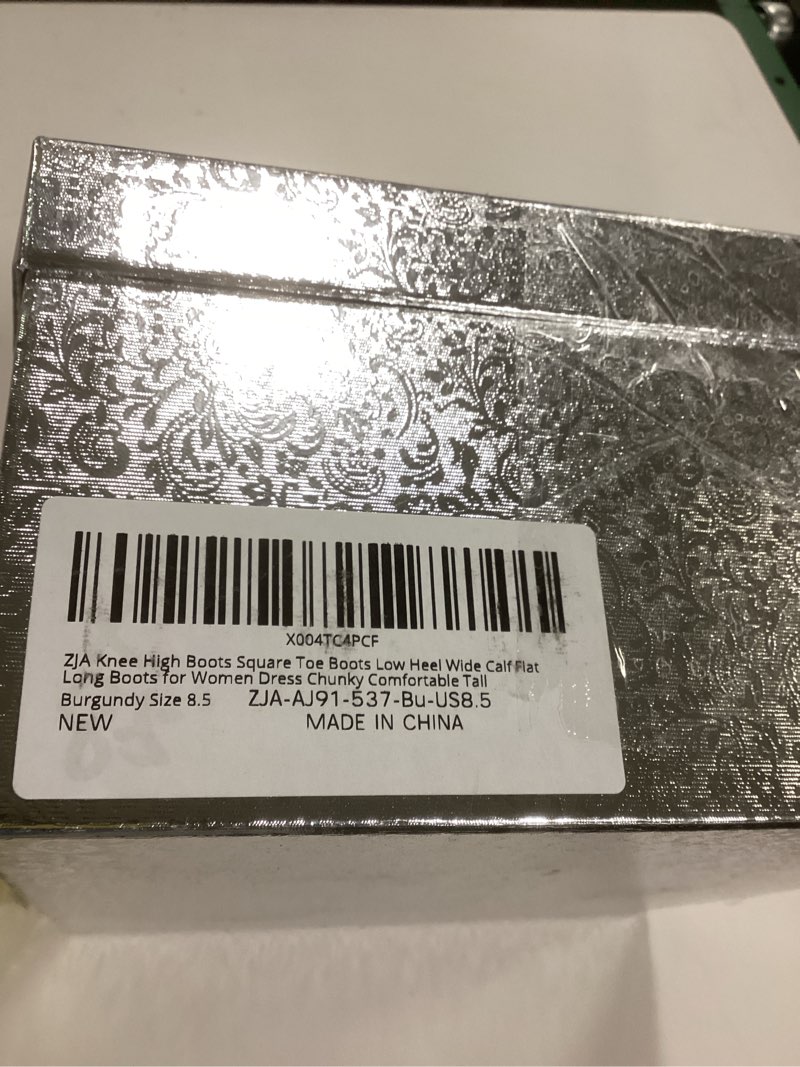 X004TC4PCF
ZJA Knee High Boots Square Toe Boots Low Heel Wide Calf Flat
Long Boots for Women Dress Chunky Comfortable Tall
Burgundy Size 8.5 ZJA-AJ91-537-Bu-US8.5
NEW MADE IN CHINA